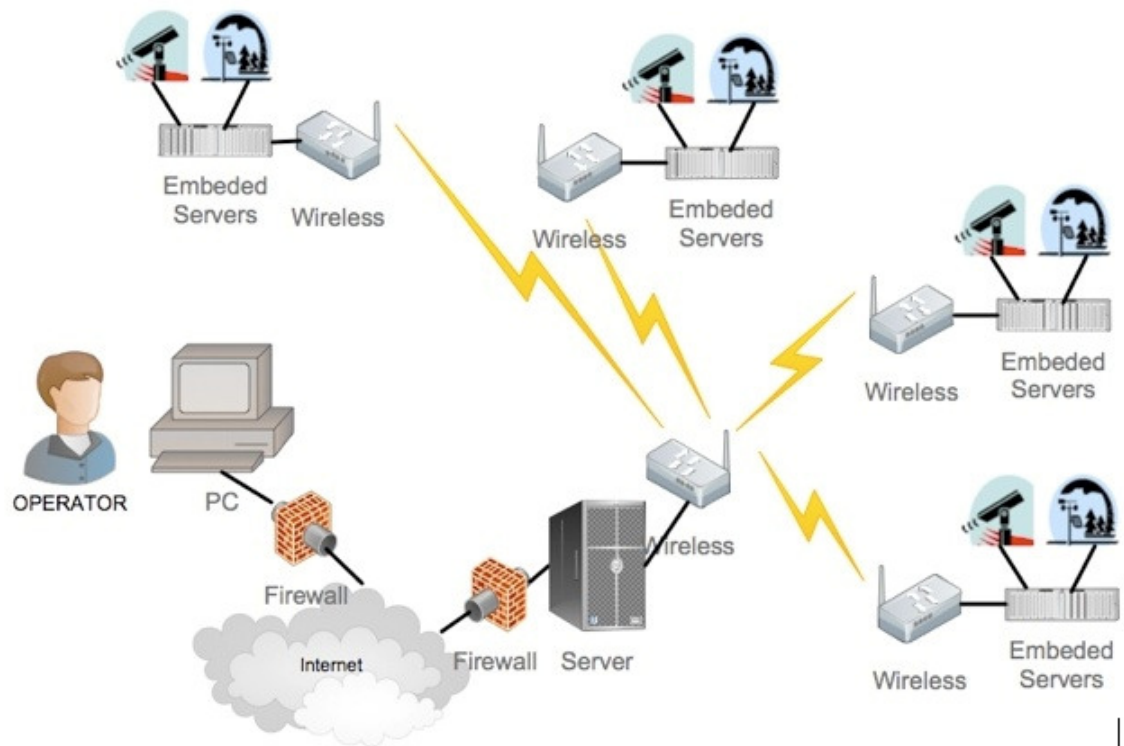 Embeded
Servers
Wireless
Embeded
Servers
Wireless
Embeded
Servers
Wireless
OPERATOR
PC
Wireless
Firewall
Internet
Firewall
Server
Embeded
Servers
Wireless